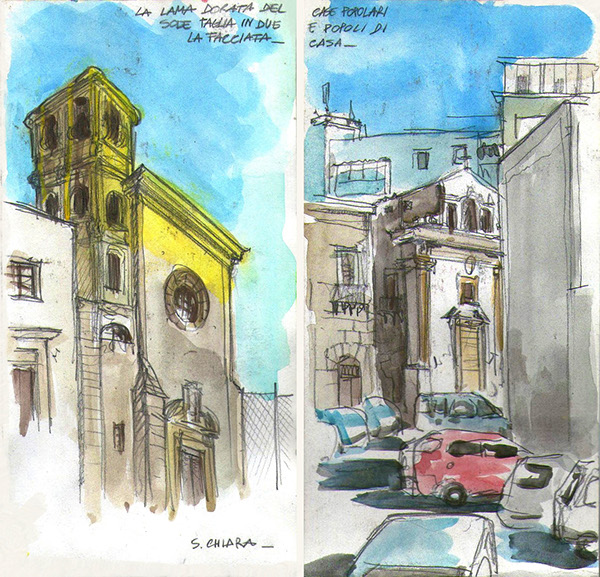 LA LAMA DORATA DEL
SOLE TAGLIA IN DUE
LA FACCIATA_
S. CHIARA_
CASE POPOLARI
E POPOLI DI
CASA_